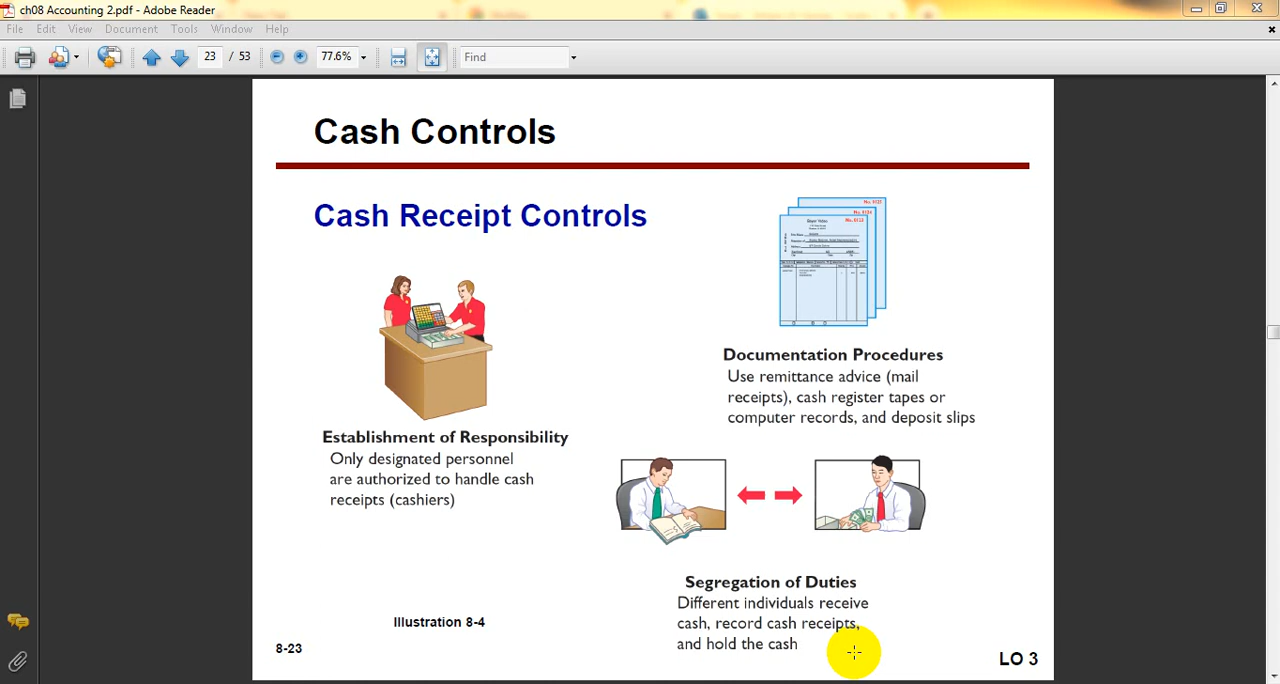 ch08 Accounting 2.pdf - Adobe Reader
File Edit View Document Tools Window Help
23 / 53 77.6% Find
Cash Controls
Cash Receipt Controls
Establishment of Responsibility
Only designated personnel
are authorized to handle cash
receipts (cashiers)
Documentation Procedures
Use remittance advice (mail
receipts), cash register tapes or
computer records, and deposit slips
Segregation of Duties
Different individuals receive
cash, record cash receipts,
and hold the cash
Illustration 8-4
8-23
LO 3